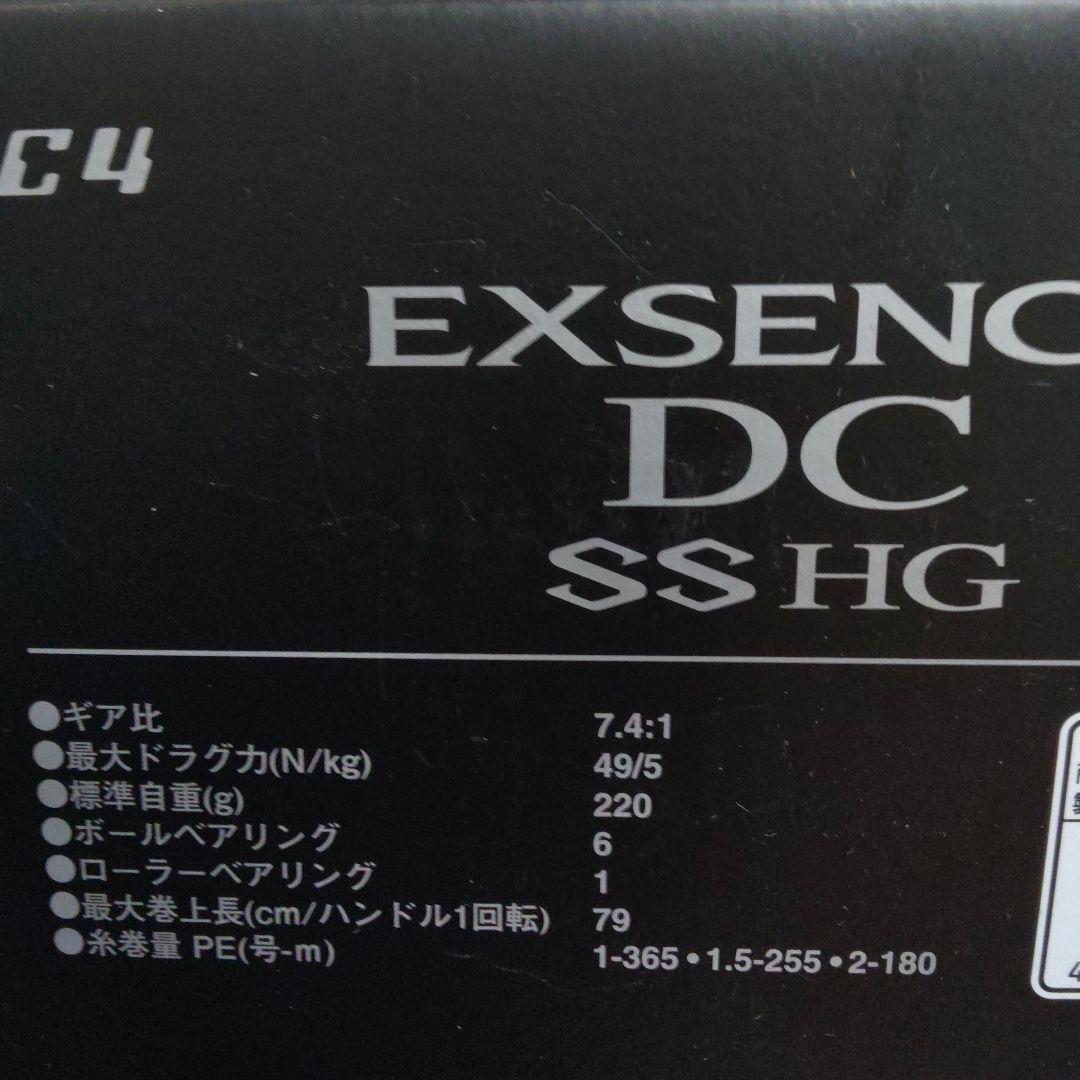 C4
EXSENC
DC
SS HG
●ギア比 7.4:1
●最大ドラグ力(N/kg) 49/5
●標準自重(g) 220
●ボールベアリング 6
●ローラーベアリング 1
●最大巻上長(cm/ハンドル1回転) 79
●糸巻量 PE(号-m) 1-365•1.5-255•2-180